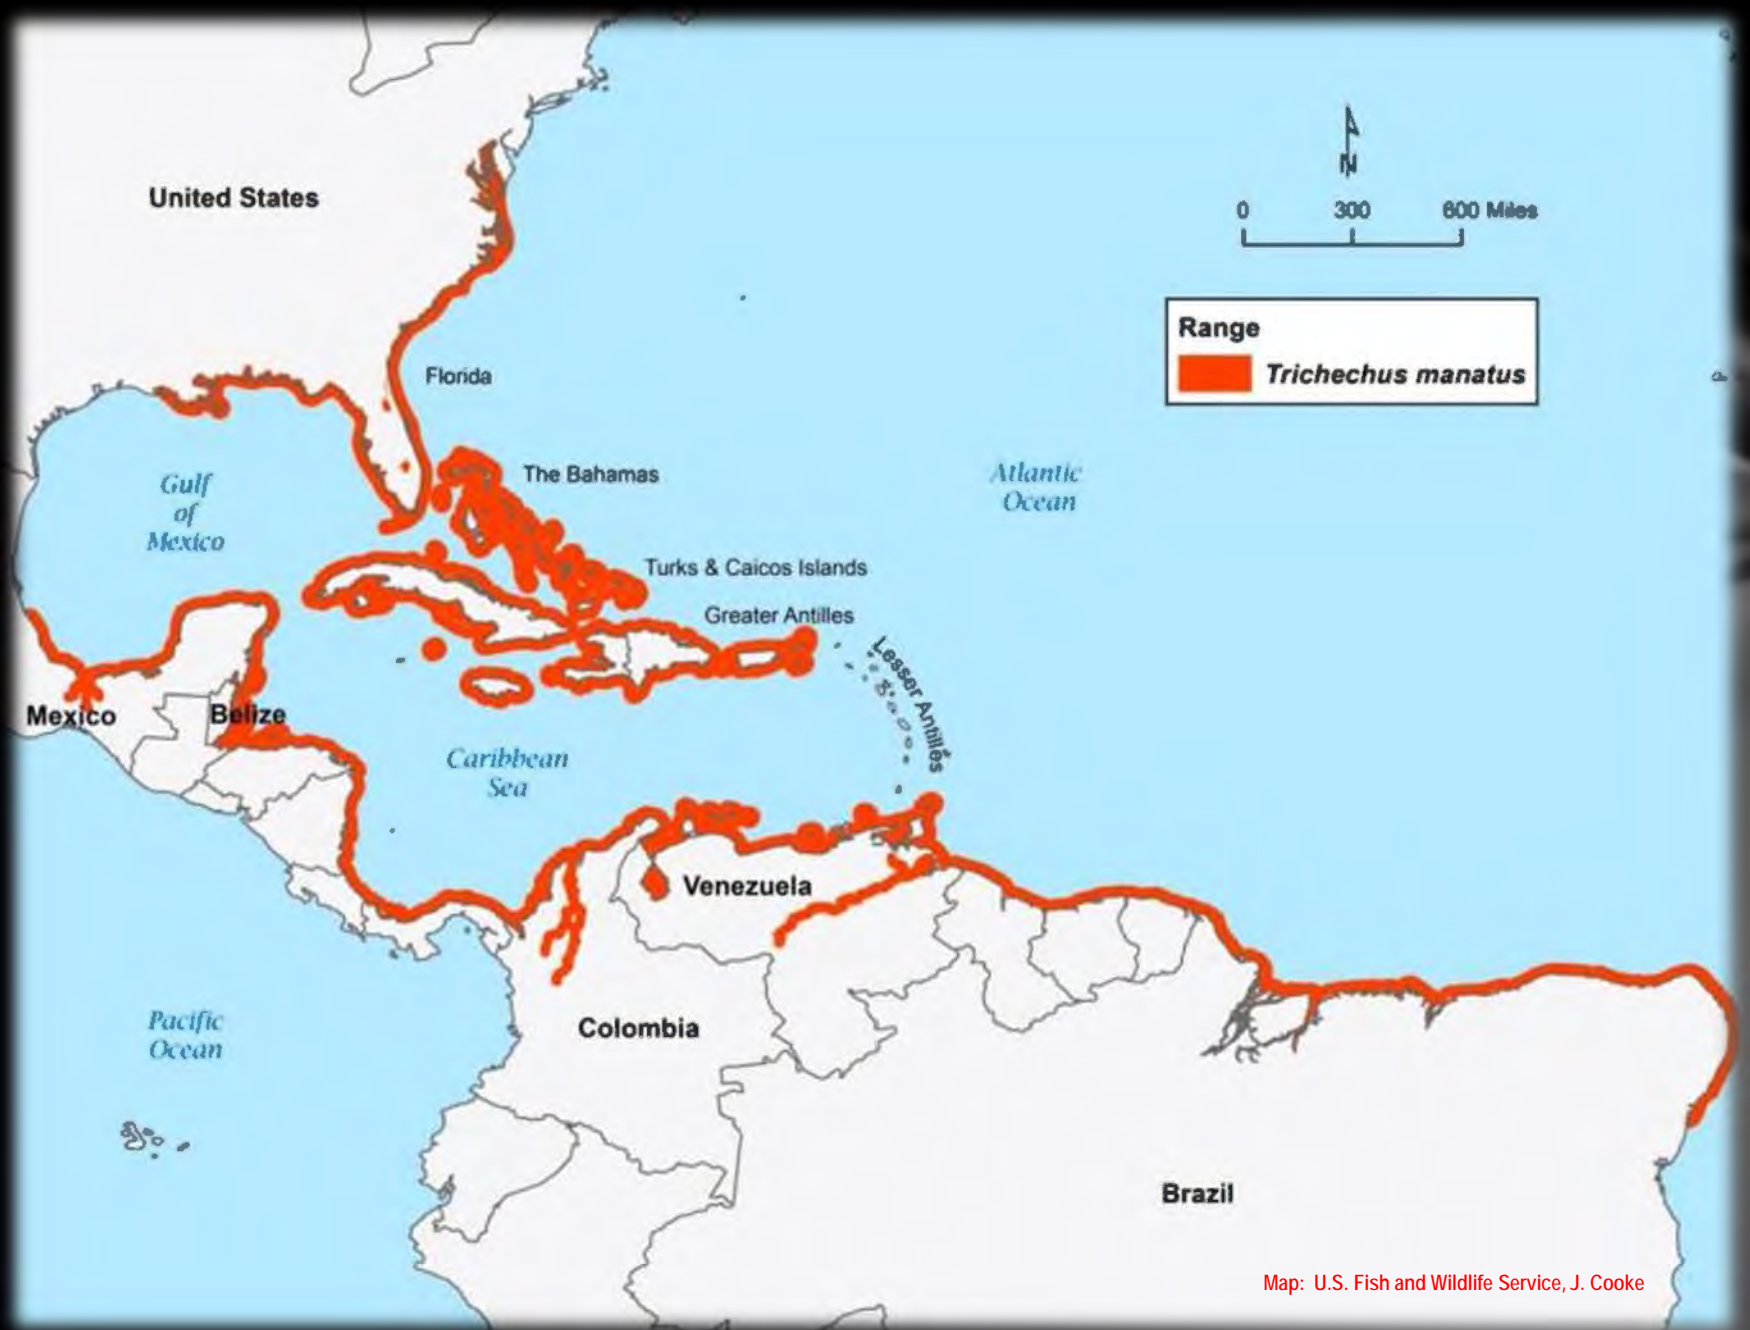 United States
N
0 300 600 Miles
Range
Trichechus manatus
Florida
The Bahamas
Gulf
of
Mexico
Atlantic
Ocean
Turks & Caicos Islands
Greater Antilles
Lesser Antilles
Mexico
Belize
Caribbean
Sea
Venezuela
Colombia
Pacific
Ocean
Brazil
Map: U.S. Fish and Wildlife Service, J. Cooke